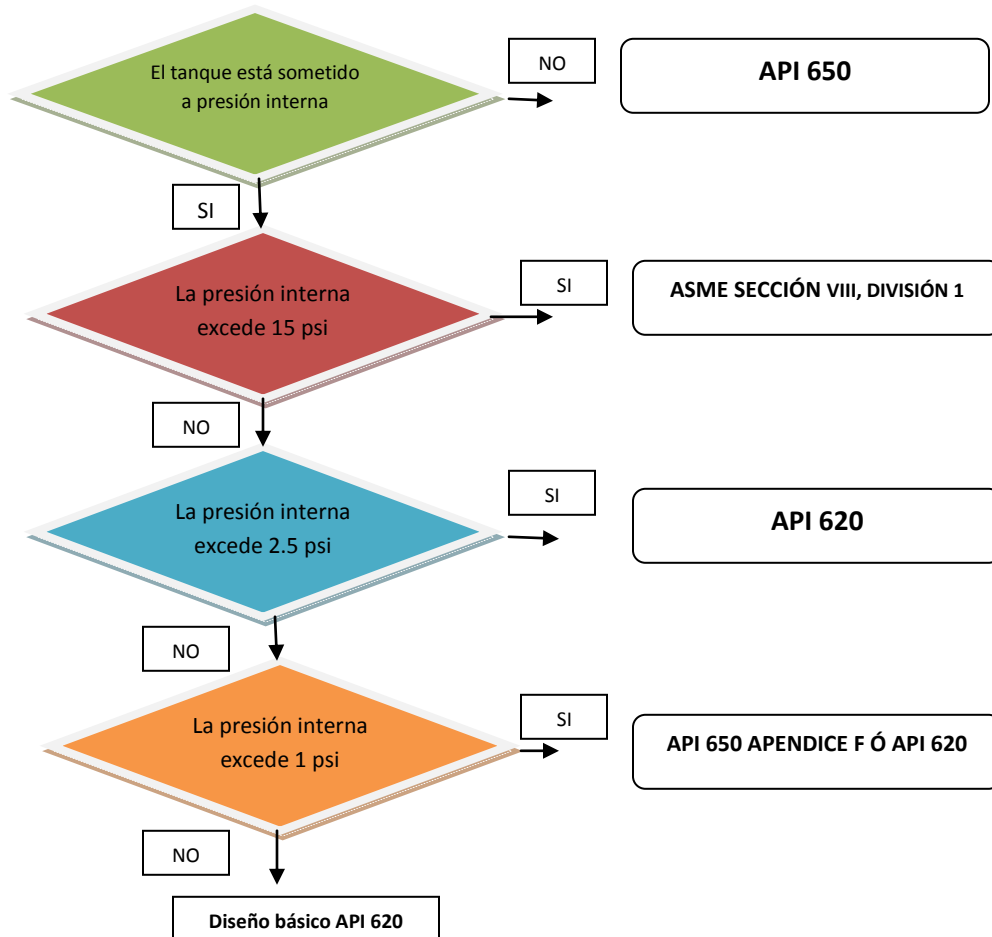 El tanque está sometido
a presión interna
NO
API 650
SI
La presión interna
excede 15 psi
SI
ASME SECCIÓN VIII, DIVISIÓN 1
NO
La presión interna
excede 2.5 psi
SI
API 620
NO
La presión interna
excede 1 psi
SI
API 650 APENDICE F Ó API 620
NO
Diseño básico API 620